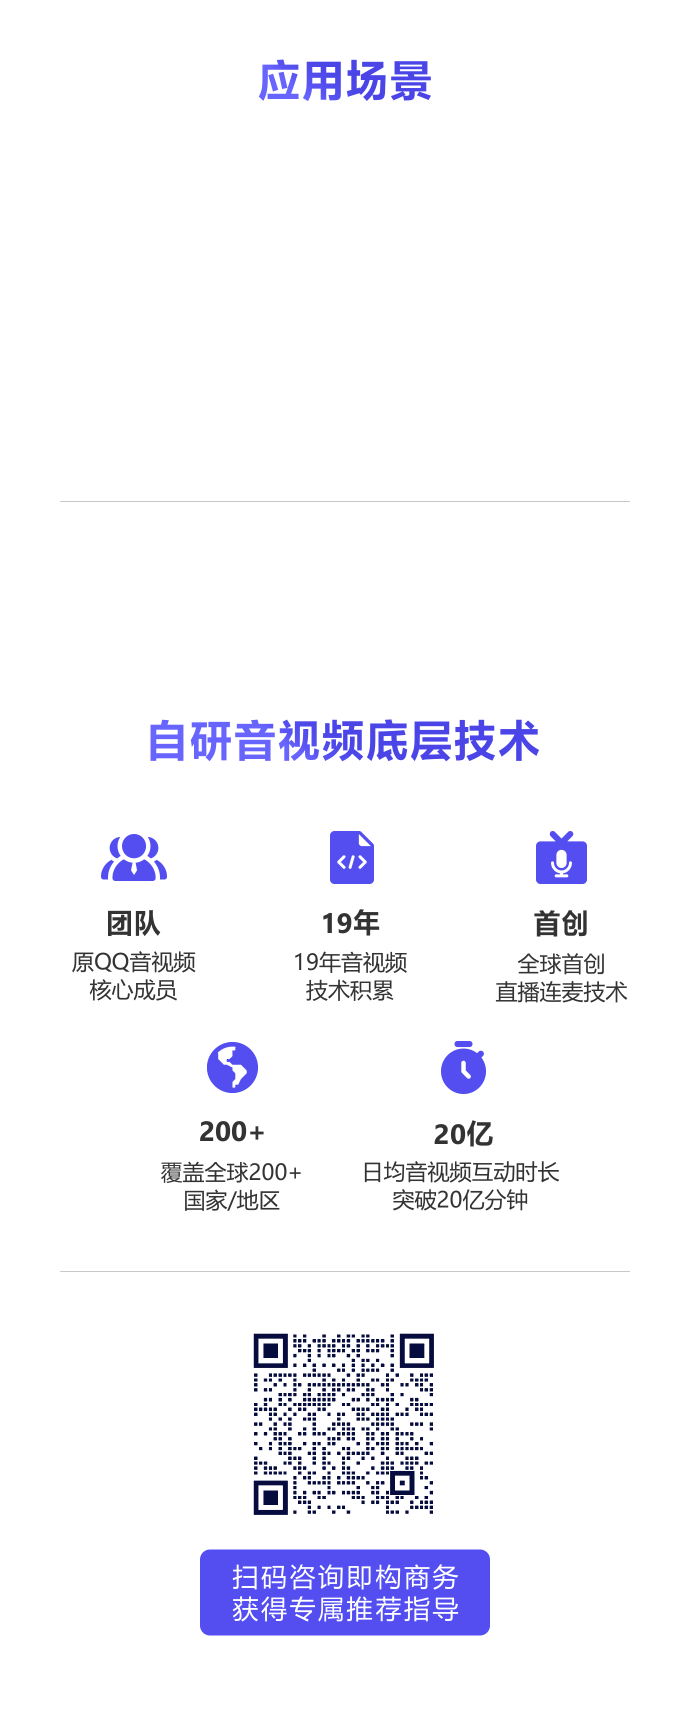 应用场景
自研音视频底层技术
团队
原QQ音视频
核心成员
19年
19年音视频
技术积累
首创
全球首创
直播连麦技术
200+
覆盖全球200+
国家/地区
20亿
日均音视频互动时长
突破20亿分钟
扫码咨询即构商务
获得专属推荐指导